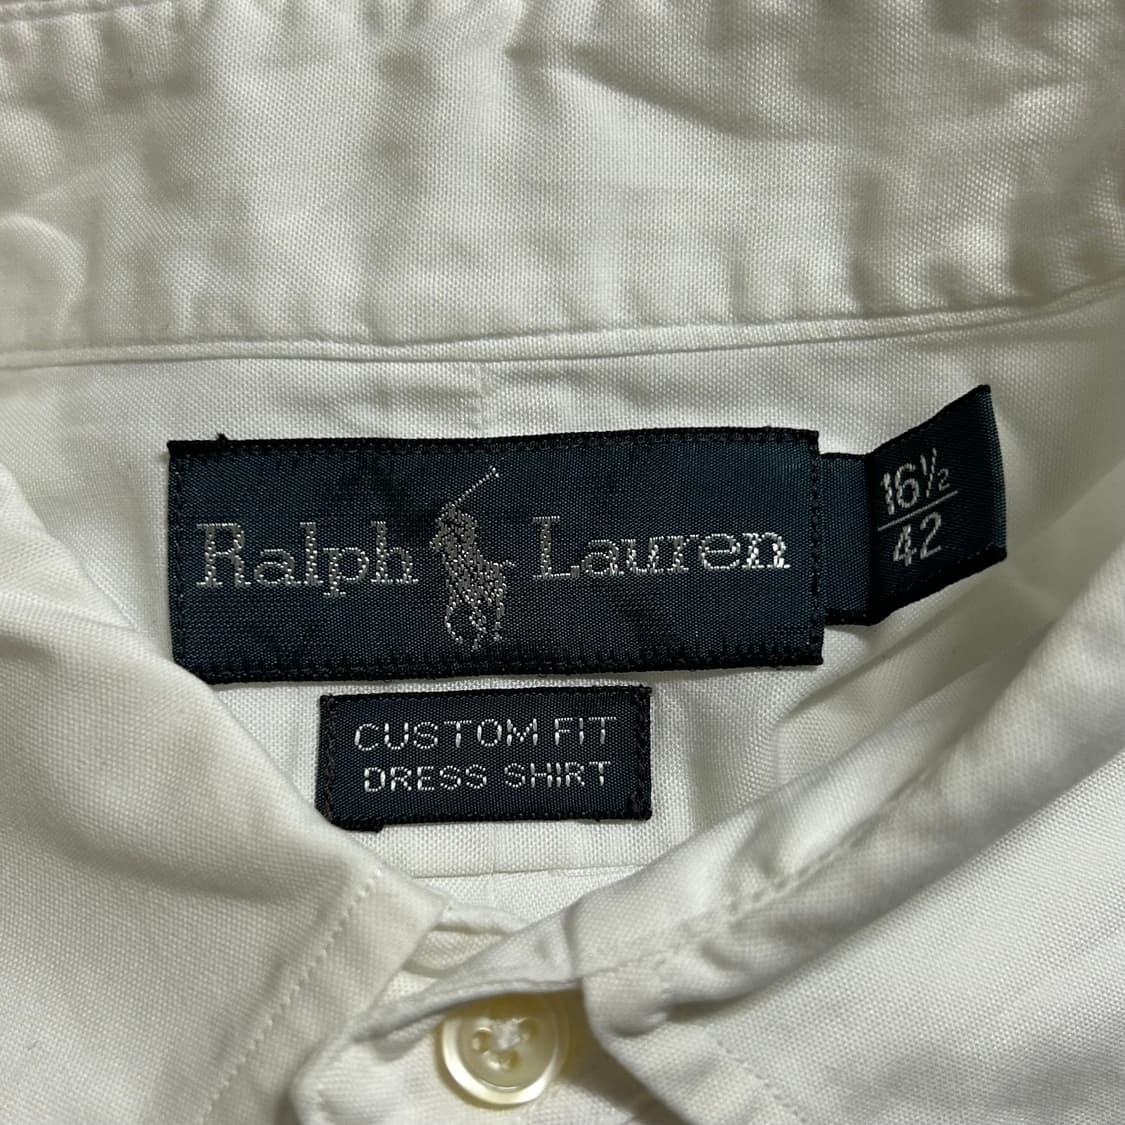 Ralph Lauren
16½
42
CUSTOM FIT
DRESS SHIRT